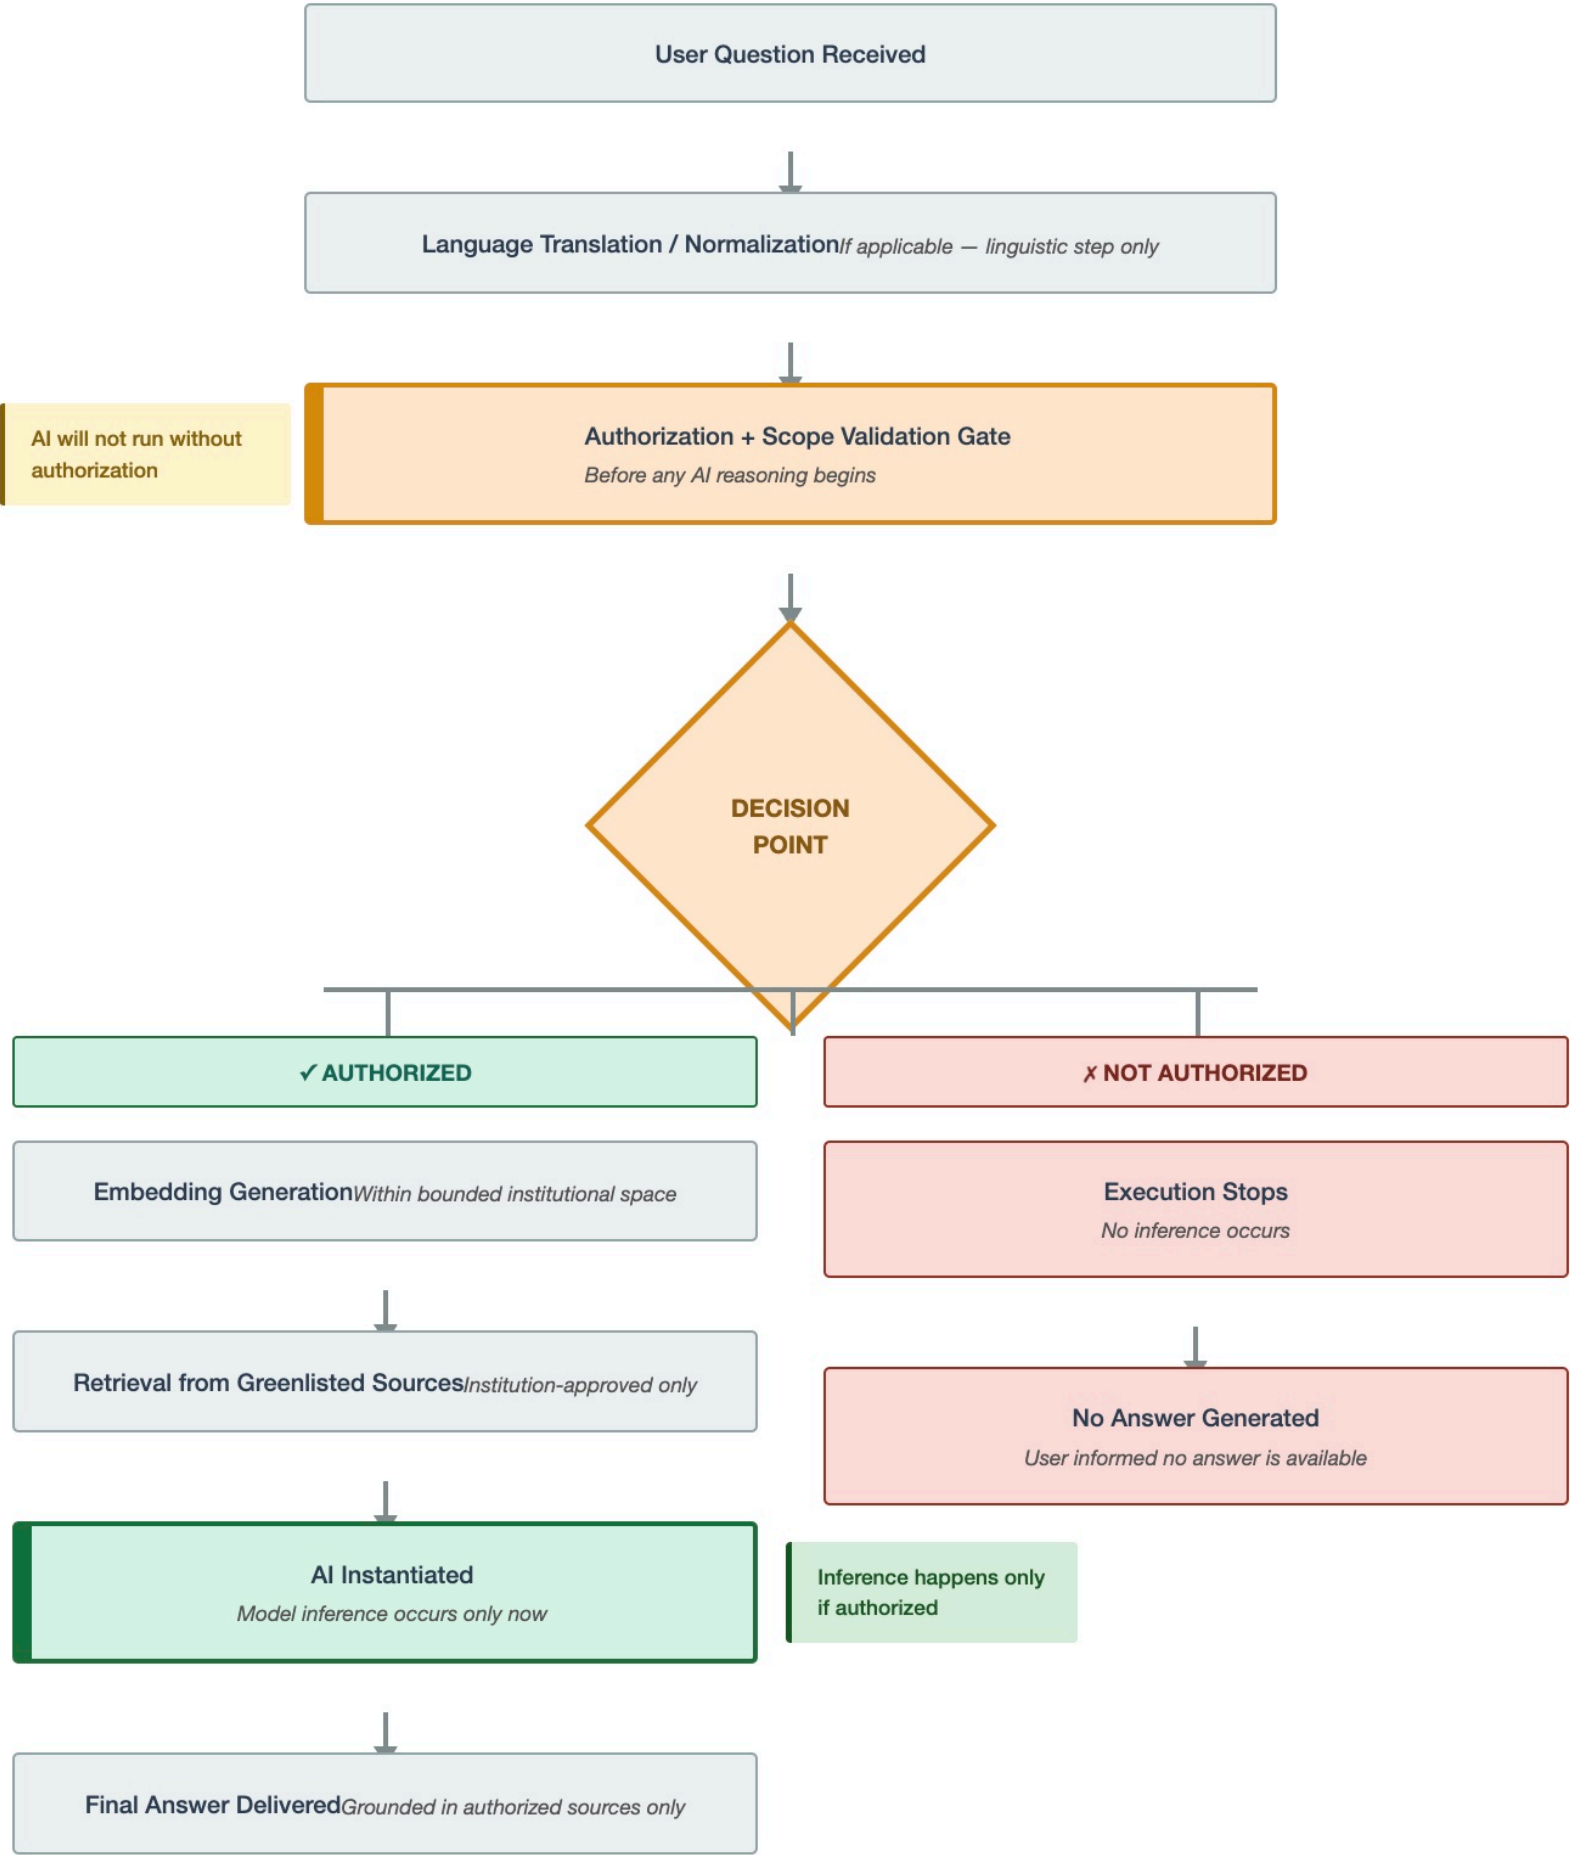 User Question Received
Language Translation / NormalizationIf applicable — linguistic step only
AI will not run without
authorization
Authorization + Scope Validation Gate
Before any AI reasoning begins
DECISION
POINT
✓ AUTHORIZED
Embedding GenerationWithin bounded institutional space
Retrieval from Greenlisted SourcesInstitution-approved only
AI Instantiated
Model inference occurs only now
Inference happens only
if authorized
Final Answer DeliveredGrounded in authorized sources only
✗ NOT AUTHORIZED
Execution Stops
No inference occurs
No Answer Generated
User informed no answer is available